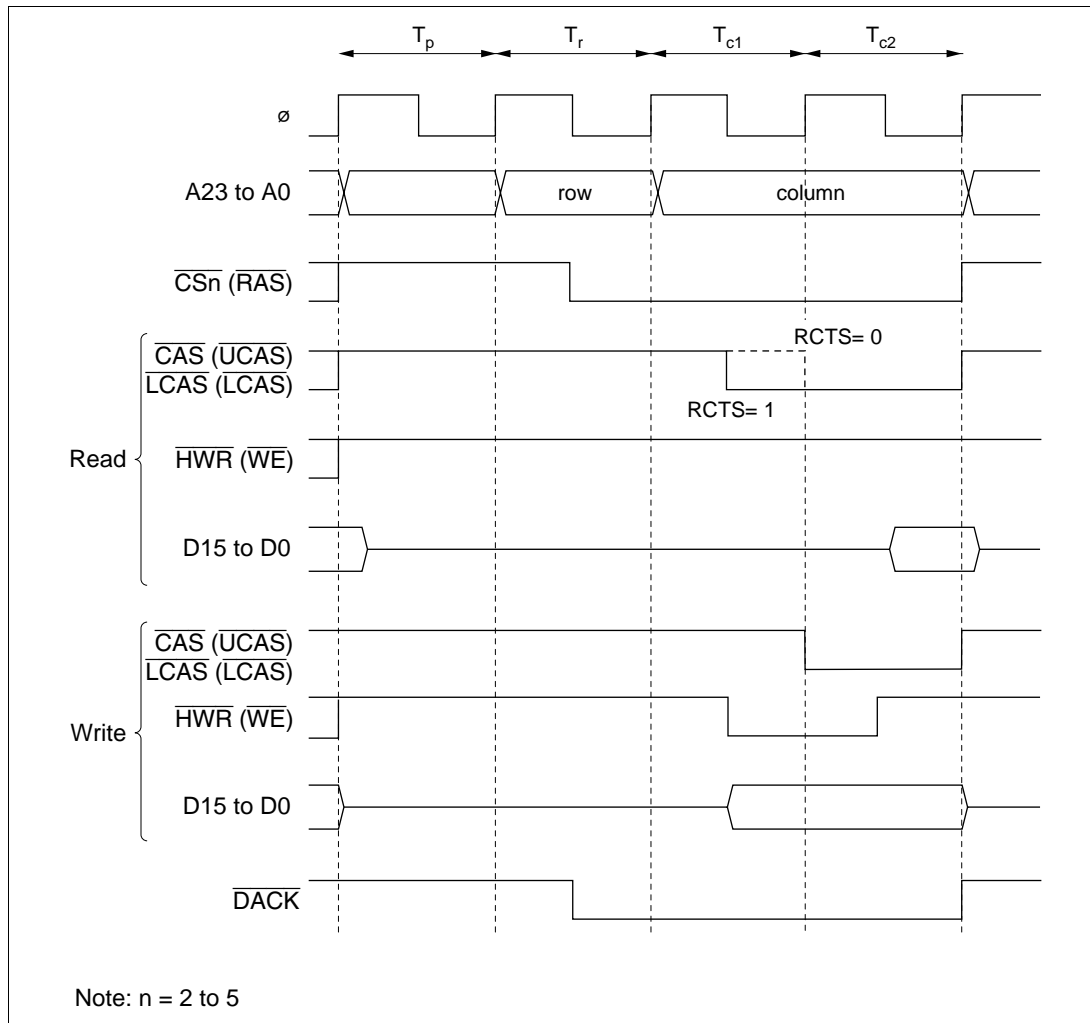 Tp Tr Tc1 Tc2
ø
A23 to A0 row column
CSn (RAS)
RCTS= 0
CAS (UCAS)
LCAS (LCAS)
RCTS= 1
Read HWR (WE)
D15 to D0
CAS (UCAS)
LCAS (LCAS)
Write HWR (WE)
D15 to D0
DACK
Note: n = 2 to 5